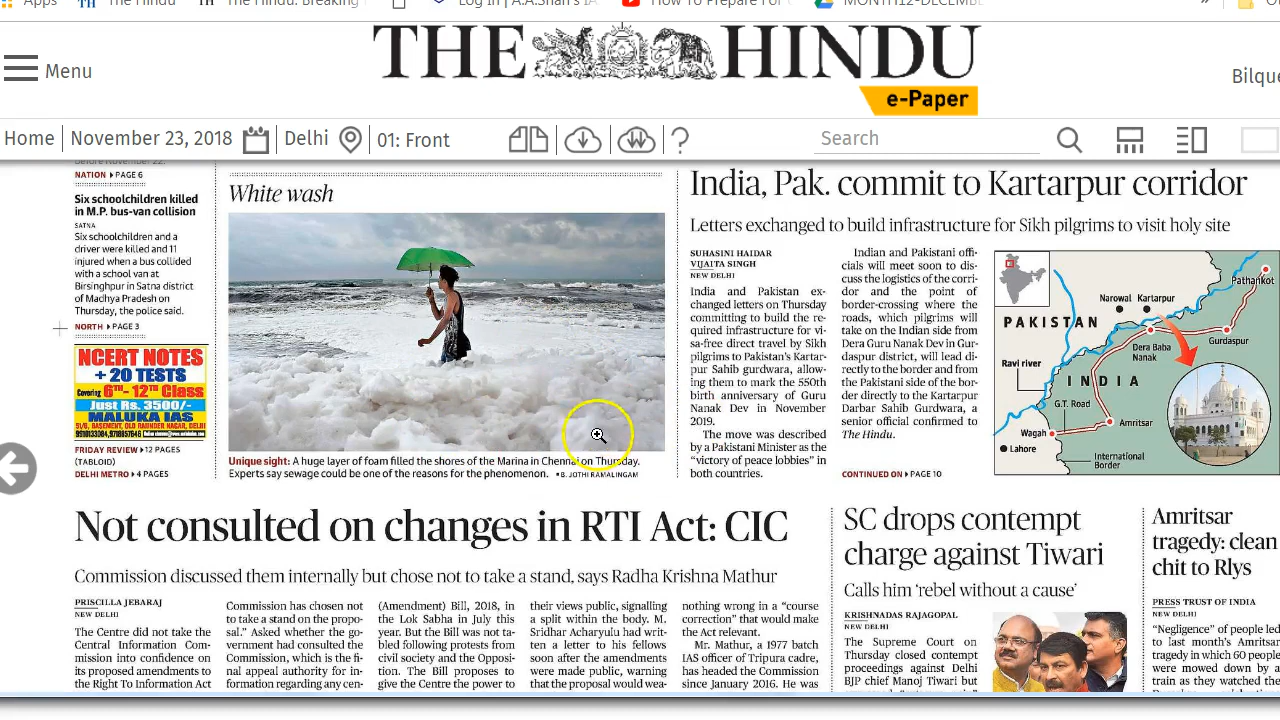 Apps
The Hindu
The Hindu: Breaking
Log In | A.A.Shah's IA
How To Prepare For
MONTH12-DECEMBE
»
THE HINDU
e-Paper
Menu
Bilque
Home
November 23, 2018
Delhi
01: Front
?
Search
before November 22.
NATION PAGE 6
Six schoolchildren killed
in M.P. bus-van collision
SATNA
Six schoolchildren and a
driver were killed and 11
injured when a bus collided
with a school van at
Birsinghpur in Satna district
of Madhya Pradesh on
Thursday, the police said.
NORTH PAGE 3
NCERT NOTES
+ 20 TESTS
Covering 6TH- 12TH Class
Just Rs. 3500/-
MALUKA IAS
FRIDAY REVIEW 12 PAGES
(TABLOID)
DELHI METRO 4 PAGES
White wash
Unique sight: A huge layer of foam filled the shores of the Marina in Chennai on Thursday.
Experts say sewage could be one of the reasons for the phenomenon. B. JOTHI RAMALINGAM
India, Pak. commit to Kartarpur corridor
Letters exchanged to build infrastructure for Sikh pilgrims to visit holy site
SUHASINI HAIDAR
VIJAITA SINGH
NEW DELHI
India and Pakistan ex-
changed letters on Thursday
committing to build the re-
quired infrastructure for vi-
sa-free direct travel by Sikh
pilgrims to Pakistan's Kartar-
pur Sahib gurdwara, allow-
ing them to mark the 550th
birth anniversary of Guru
Nanak Dev in November
2019.
The move was described
by a Pakistani Minister as the
“victory of peace lobbies” in
both countries.
Indian and Pakistani offi-
cials will meet soon to dis-
cuss the logistics of the corri-
dor and the point of
border-crossing where the
roads, which pilgrims will
take on the Indian side from
Dera Guru Nanak Dev in Gur-
daspur district, will lead di-
rectly to the border and from
the Pakistani side of the bor-
der directly to the Kartarpur
Darbar Sahib Gurdwara, a
senior official confirmed to
The Hindu.
CONTINUED ON PAGE 10
Pathankot
Narowal Kartarpur
PAKISTAN
Dera Baba
Nanak
Gurdaspur
Ravi river
INDIA
G.T. Road
Amritsar
Wagah
Lahore
International
Border
Not consulted on changes in RTI Act: CIC
Commission discussed them internally but chose not to take a stand, says Radha Krishna Mathur
PRISCILLA JEBARAJ
NEW DELHI
The Centre did not take the
Central Information Com-
mission into confidence on
its proposed amendments to
the Right To Information Act
Commission has chosen not
to take a stand on the propo-
sal.” Asked whether the go-
vernment had consulted the
Commission, which is the fi-
nal appeal authority for in-
formation regarding any cen-
(Amendment) Bill, 2018, in
the Lok Sabha in July this
year. But the Bill was not ta-
bled following protests from
civil society and the Opposi-
tion. The Bill proposes to
give the Centre the power to
their views public, signalling
a split within the body. M.
Sridhar Acharyulu had writ-
ten a letter to his fellows
soon after the amendments
were made public, warning
that the proposal would wea-
nothing wrong in a “course
correction” that would make
the Act relevant.
Mr. Mathur, a 1977 batch
IAS officer of Tripura cadre,
has headed the Commission
since January 2016. He was
SC drops contempt
charge against Tiwari
Calls him ‘rebel without a cause’
KRISHNADAS RAJAGOPAL
NEW DELHI
The Supreme Court on
Thursday closed contempt
proceedings against Delhi
BJP chief Manoj Tiwari but
Amritsar
tragedy: clean
chit to Rlys
PRESS TRUST OF INDIA
NEW DELHI
“Negligence” of people led
to last month's Amritsar
tragedy in which 60 people
were mowed down by a
train as they watched the